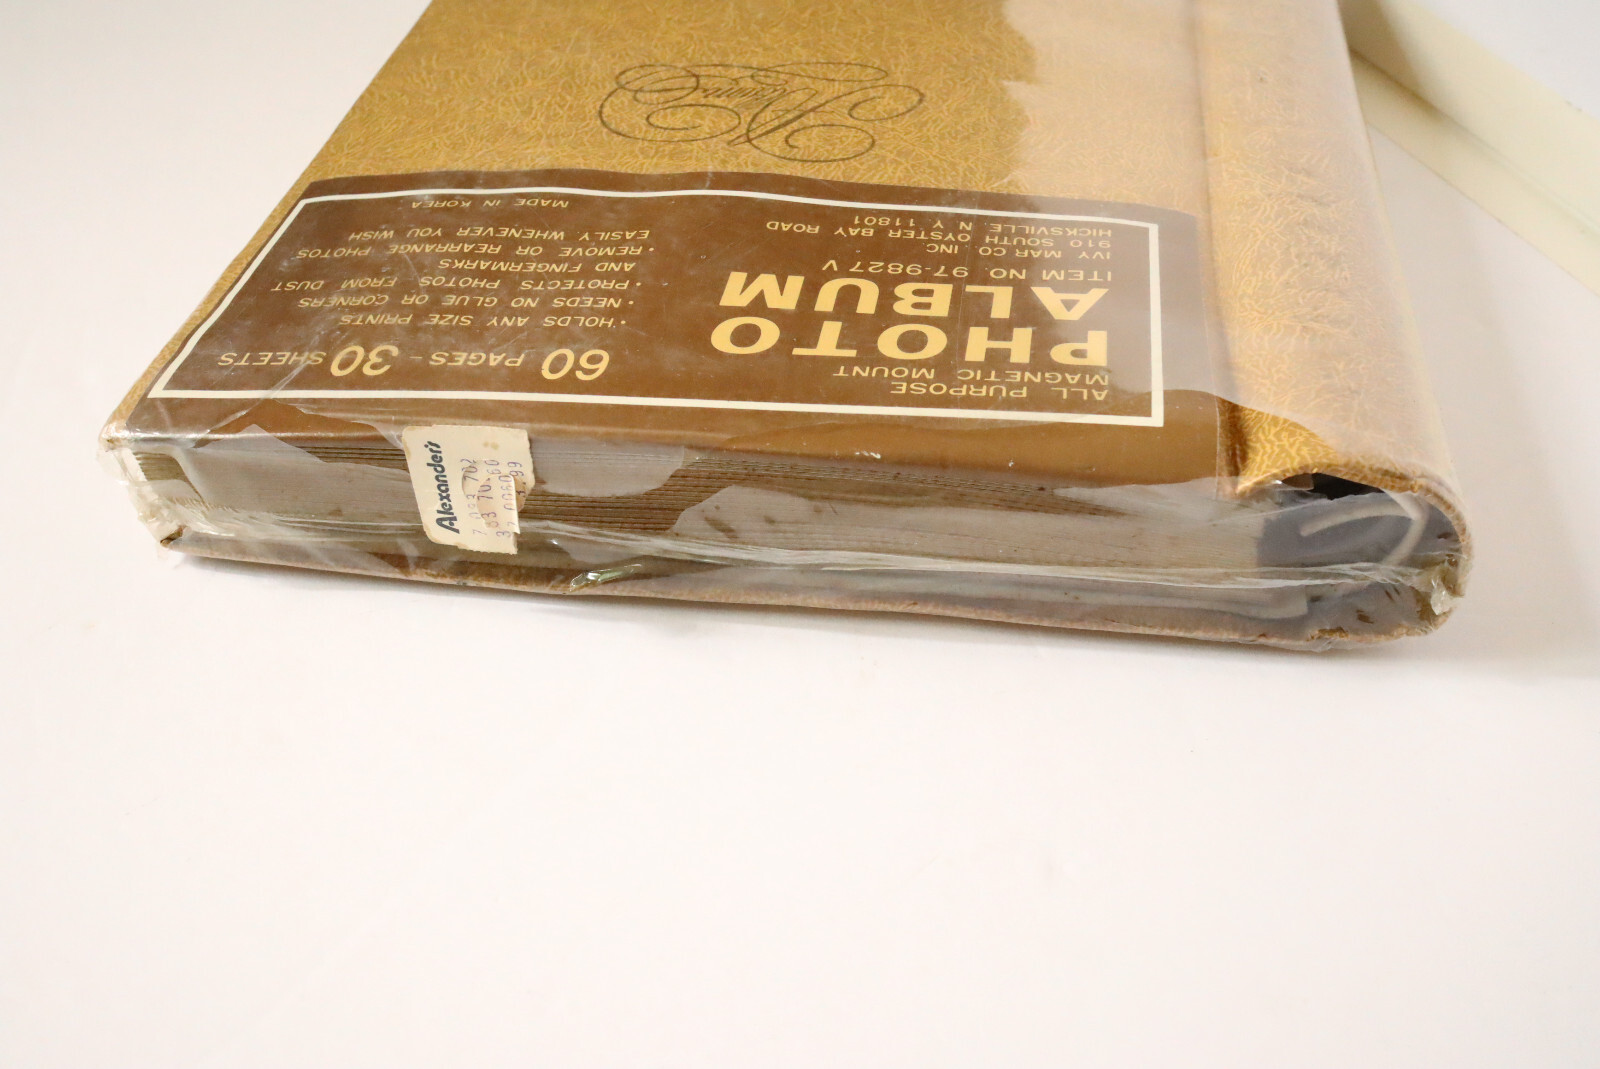 ALL PURPOSE
MAGNETIC MOUNT
PHOTO
ALBUM
ITEM NO. 97-9827 V
IVY MAR CO. INC.
910 SOUTH OYSTER BAY ROAD
HICKSVILLE, N Y 11801
60 PAGES - 30 SHEETS
• HOLDS ANY SIZE PRINTS
• NEEDS NO GLUE OR CORNERS
• PROTECTS PHOTOS FROM DUST
AND FINGERMARKS
• REMOVE OR REARRANGE PHOTOS
EASILY WHENEVER YOU WISH
MADE IN KOREA
Album
Alexander's